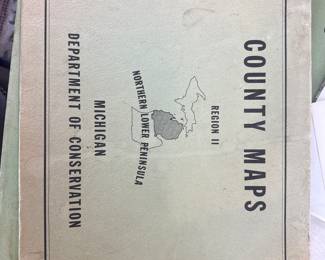 COUNTY MAPS
REGION II
NORTHERN LOWER PENINSULA
MICHIGAN
DEPARTMENT OF CONSERVATION